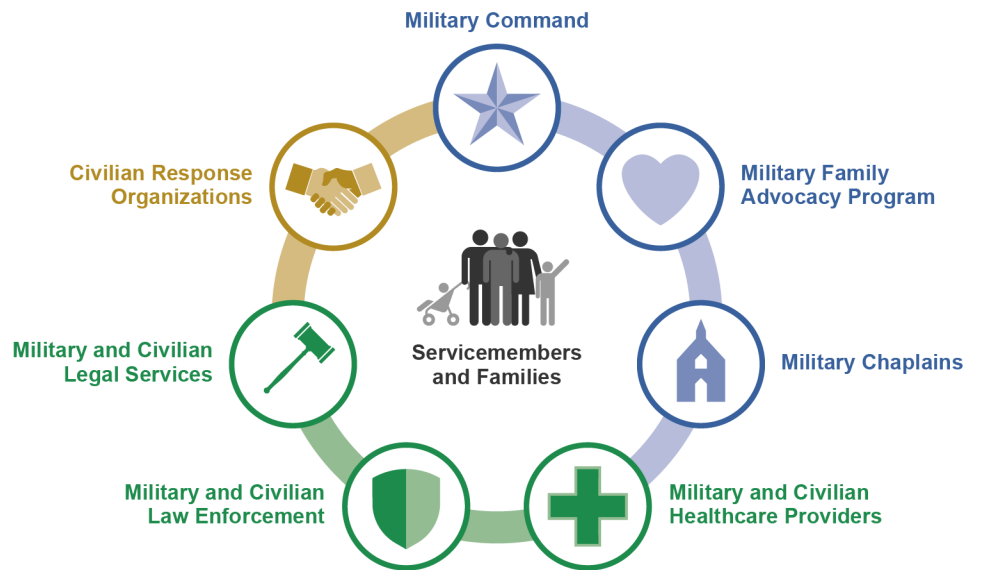 Military Command
Civilian Response
Organizations
Military Family
Advocacy Program
Servicemembers
and Families
Military and Civilian
Legal Services
Military Chaplains
Military and Civilian
Law Enforcement
Military and Civilian
Healthcare Providers